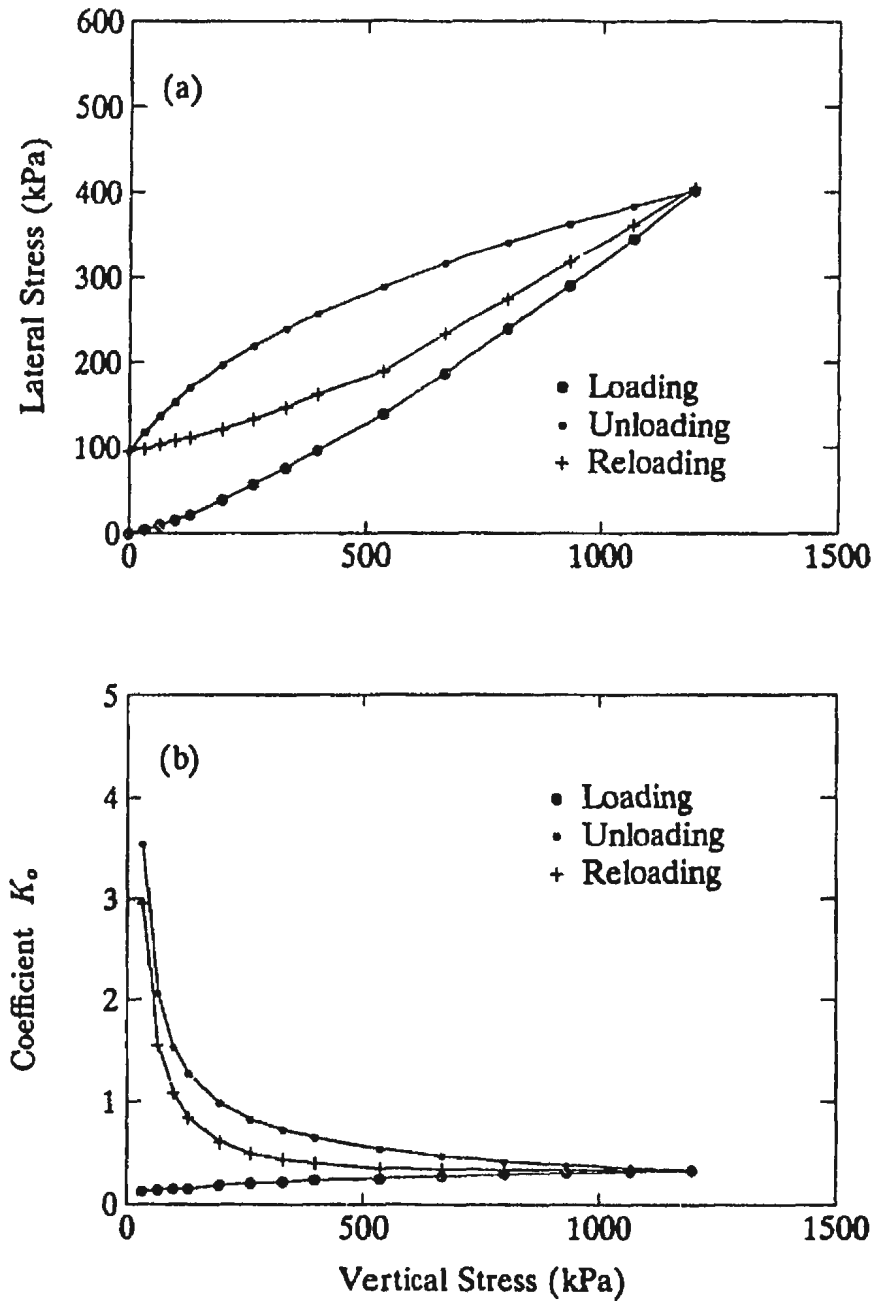 600
(a)
500
400
300
200
100
0
Lateral Stress (kPa)
Loading
Unloading
Reloading
0
500
1000
1500
5
(b)
4
3
2
1
0
Coefficient K₀
Loading
Unloading
Reloading
0
500
1000
1500
Vertical Stress (kPa)